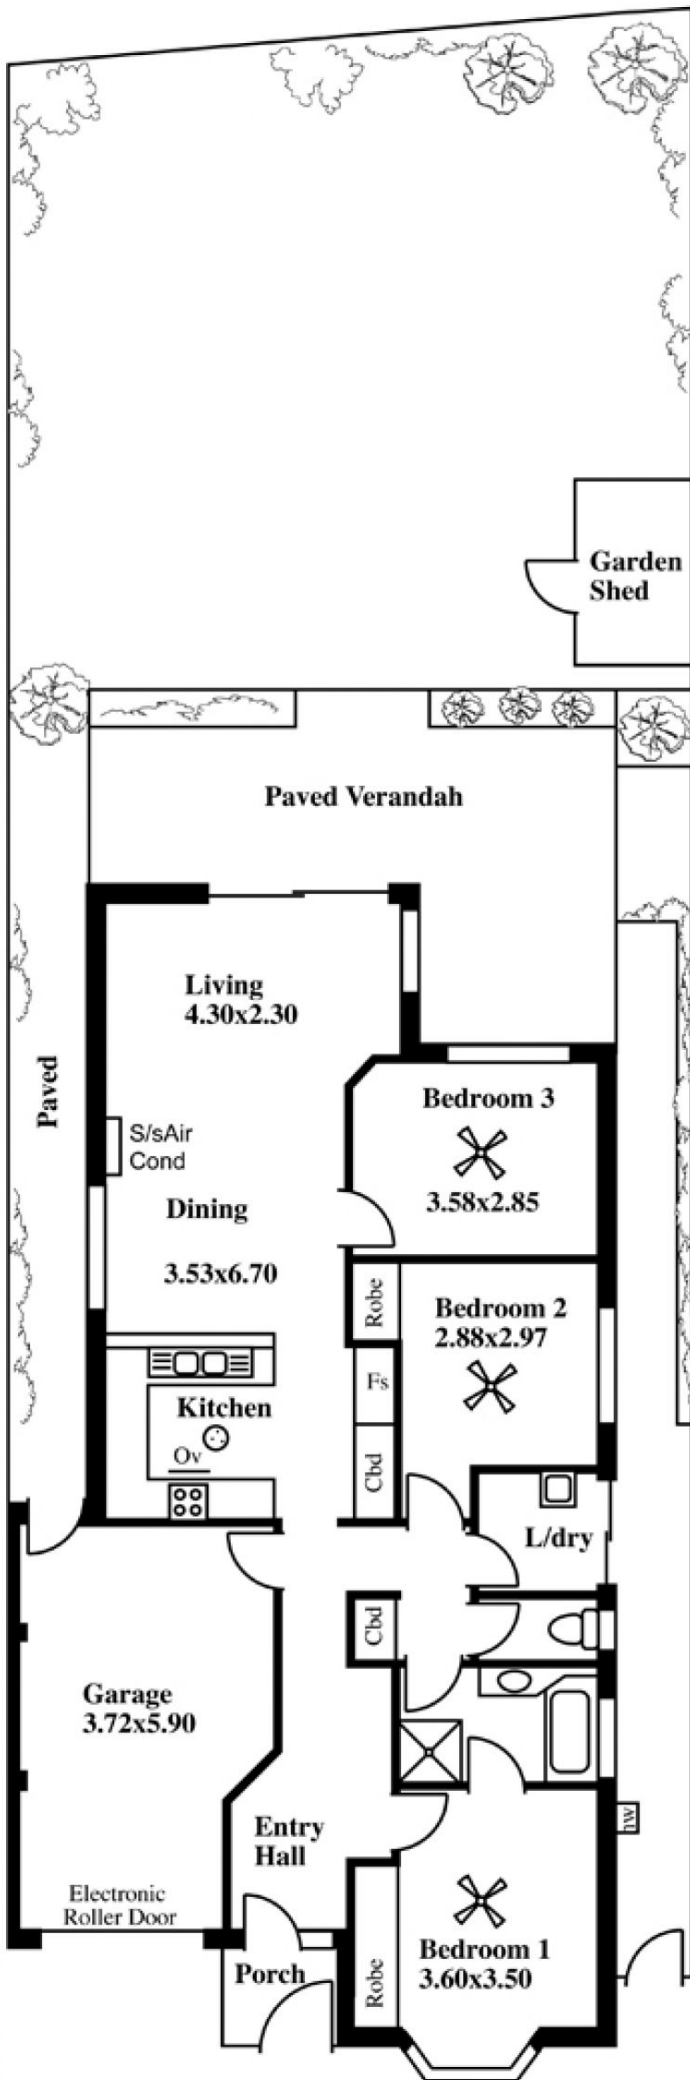 Garden
Shed
Paved Verandah
Living
4.30x2.30
Paved
Bedroom 3
3.58x2.85
S/sAir
Cond
Dining
3.53x6.70
Robe
Bedroom 2
2.88x2.97
Fs
Kitchen
Ov
Cbd
L/dry
Cbd
Garage
3.72x5.90
Entry
Hall
Electronic
Roller Door
Porch
Robe
Bedroom 1
3.60x3.50